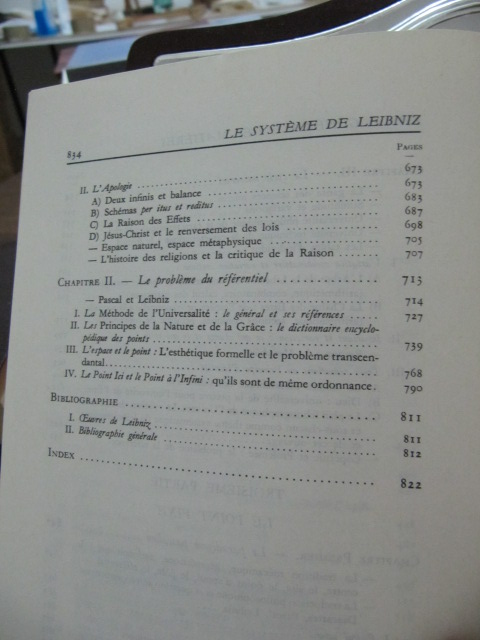 834 LE SYSTÈME DE LEIBNIZ
PAGES
II. L'Apologie 673
A) Deux infinis et balance 673
B) Schémas per itus et reditus 683
C) La Raison des Effets 687
D) Jésus-Christ et le renversement des lois 698
— Espace naturel, espace métaphysique 705
— L'histoire des religions et la critique de la Raison 707
CHAPITRE II. — Le problème du référentiel 713
— Pascal et Leibniz 714
I. La Méthode de l'Universalité : le général et ses références 727
II. Les Principes de la Nature et de la Grâce : le dictionnaire encyclo-
pédique des points 739
III. L'espace et le point : L'esthétique formelle et le problème transcen-
dantal 768
IV. Le Point Ici et le Point à l'Infini : qu'ils sont de même ordonnance. 790
BIBLIOGRAPHIE 811
I. Œuvres de Leibniz 811
II. Bibliographie générale 812
INDEX 822